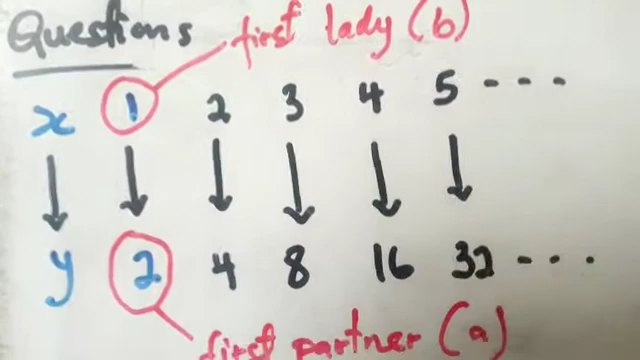 Questions
first lady (b)
x 1 2 3 4 5 ---
y 2 4 8 16 32 ---
first partner (a)